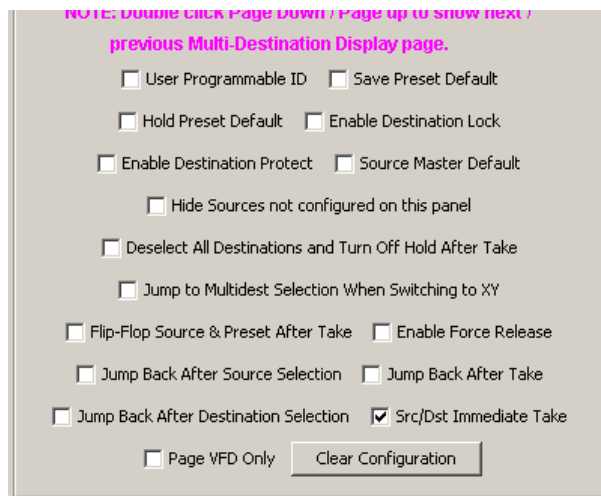 NOTE: Double click Page Down / Page up to show next /
previous Multi-Destination Display page.
User Programmable ID Save Preset Default
Hold Preset Default Enable Destination Lock
Enable Destination Protect Source Master Default
Hide Sources not configured on this panel
Deselect All Destinations and Turn Off Hold After Take
Jump to Multidest Selection When Switching to XY
Flip-Flop Source & Preset After Take Enable Force Release
Jump Back After Source Selection Jump Back After Take
Jump Back After Destination Selection Src/Dst Immediate Take
Page VFD Only Clear Configuration